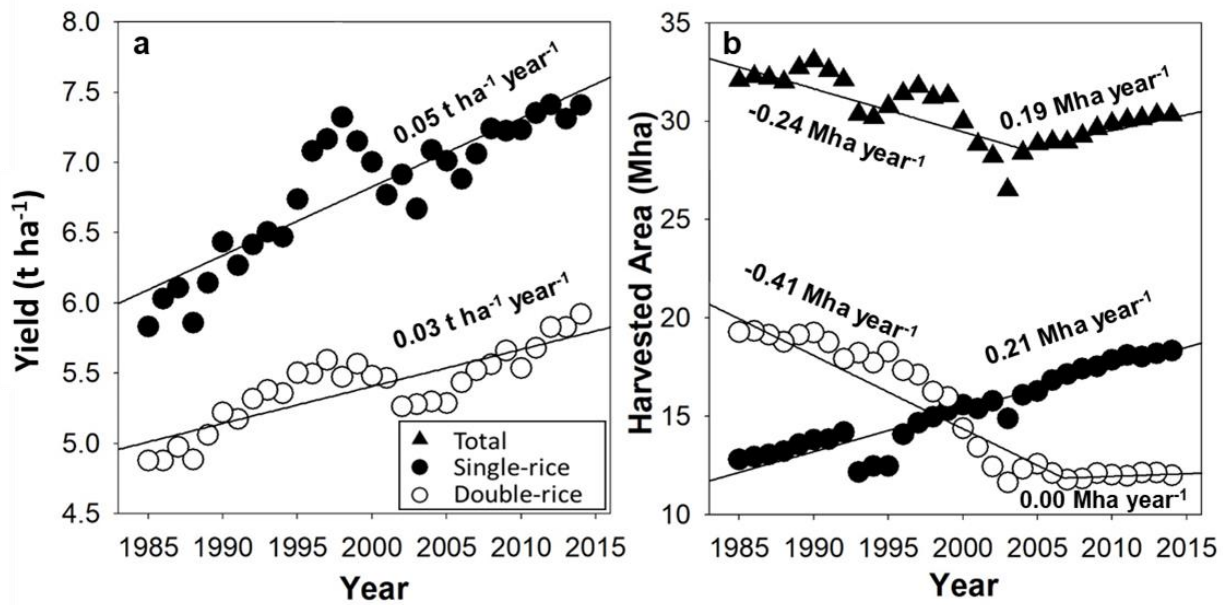 a
Yield (t ha⁻¹)
8.0
7.5
7.0
6.5
6.0
5.5
5.0
4.5
0.05 t ha⁻¹ year⁻¹
0.03 t ha⁻¹ year⁻¹
Total
Single-rice
Double-rice
1985 1990 1995 2000 2005 2010 2015
Year
b
Harvested Area (Mha)
35
30
25
20
15
10
-0.24 Mha year⁻¹
0.19 Mha year⁻¹
-0.41 Mha year⁻¹
0.21 Mha year⁻¹
0.00 Mha year⁻¹
1985 1990 1995 2000 2005 2010 2015
Year